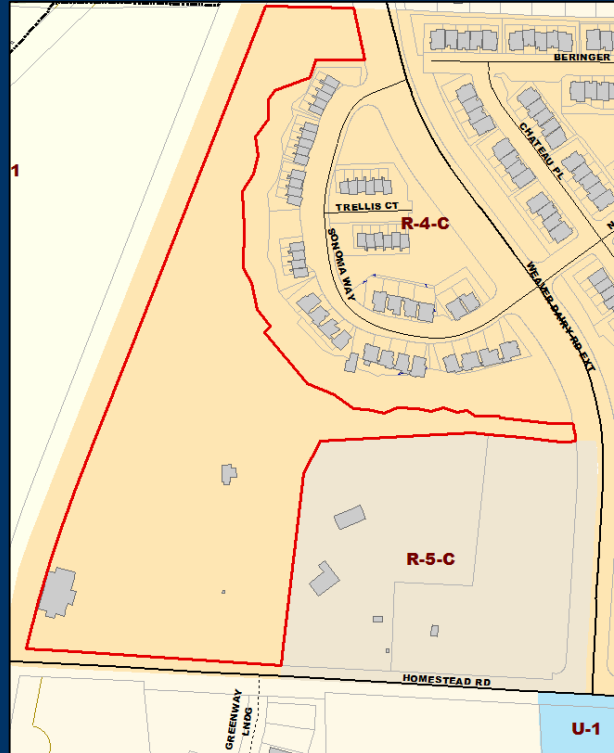 BERINGER
CHATEAU PL
1
TRELLIS CT
R-4-C
SONOMA WAY
WEAVER DAIRY RD EXT
R-5-C
HOMESTEAD RD
GREENWAY
LNDG
U-1